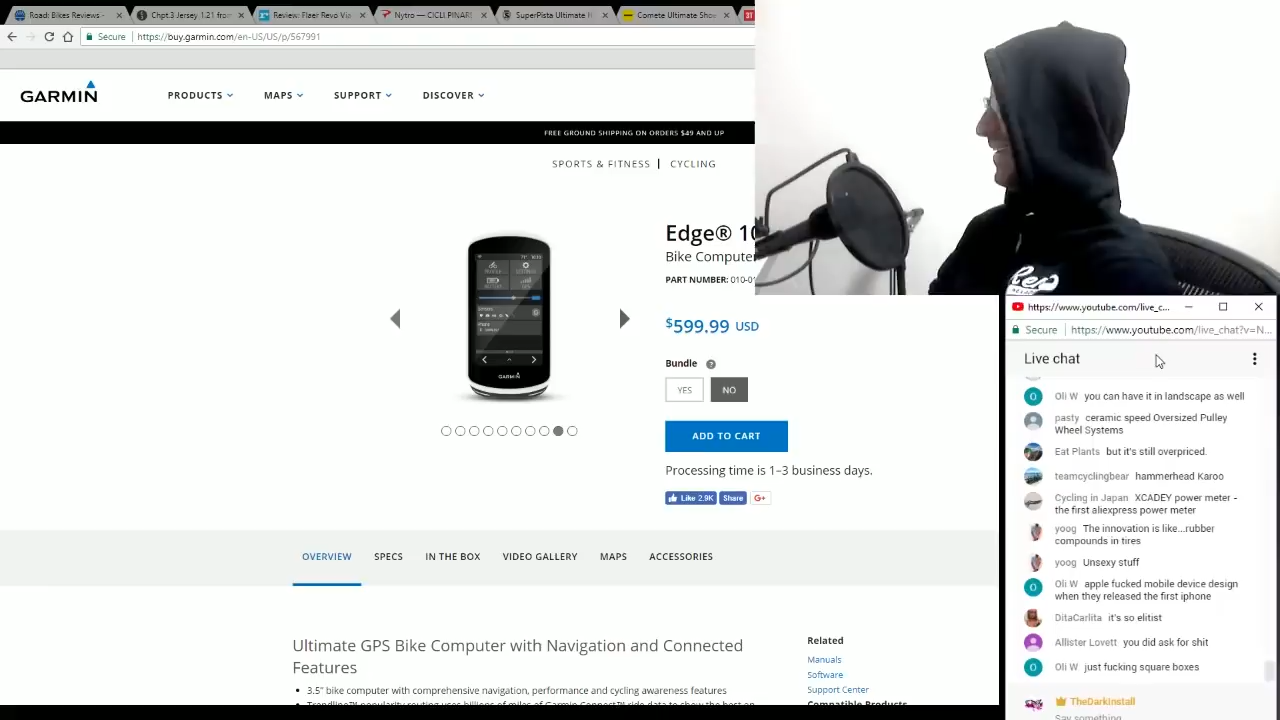 Road: Bike Reviews -
Chpt.3 Jersey 1.21 from
Review: Flaer Revo Via
Nytro — CICLI PINAR
SuperPista Ultimate H
Comete Ultimate Shoe
Secure
https://buy.garmin.com/en-US/US/p/567991
GARMIN
PRODUCTS
MAPS
SUPPORT
DISCOVER
FREE GROUND SHIPPING ON ORDERS $49 AND UP
SPORTS & FITNESS | CYCLING
Edge® 10
Bike Computer
PART NUMBER: 010-01
$599.99 USD
Bundle ?
YES
NO
ADD TO CART
Processing time is 1–3 business days.
Like 2.9K
Share
G+
GARMIN
OVERVIEW
SPECS
IN THE BOX
VIDEO GALLERY
MAPS
ACCESSORIES
Ultimate GPS Bike Computer with Navigation and Connected
Features
• 3.5" bike computer with comprehensive navigation, performance and cycling awareness features
Related
Manuals
Software
Support Center
https://www.youtube.com/live_c...
Secure
https://www.youtube.com/live_chat?v=N...
Live chat
Oli W you can have it in landscape as well
pasty ceramic speed Oversized Pulley
Wheel Systems
Eat Plants but it's still overpriced.
teamcyclingbear hammerhead Karoo
Cycling in Japan XCADEY power meter -
the first aliexpress power meter
yoog The innovation is like...rubber
compounds in tires
yoog Unsexy stuff
Oli W apple fucked mobile device design
when they released the first iphone
DitaCarlita it's so elitist
Allister Lovett you did ask for shit
Oli W just fucking square boxes
TheDarkInstall
Say something...